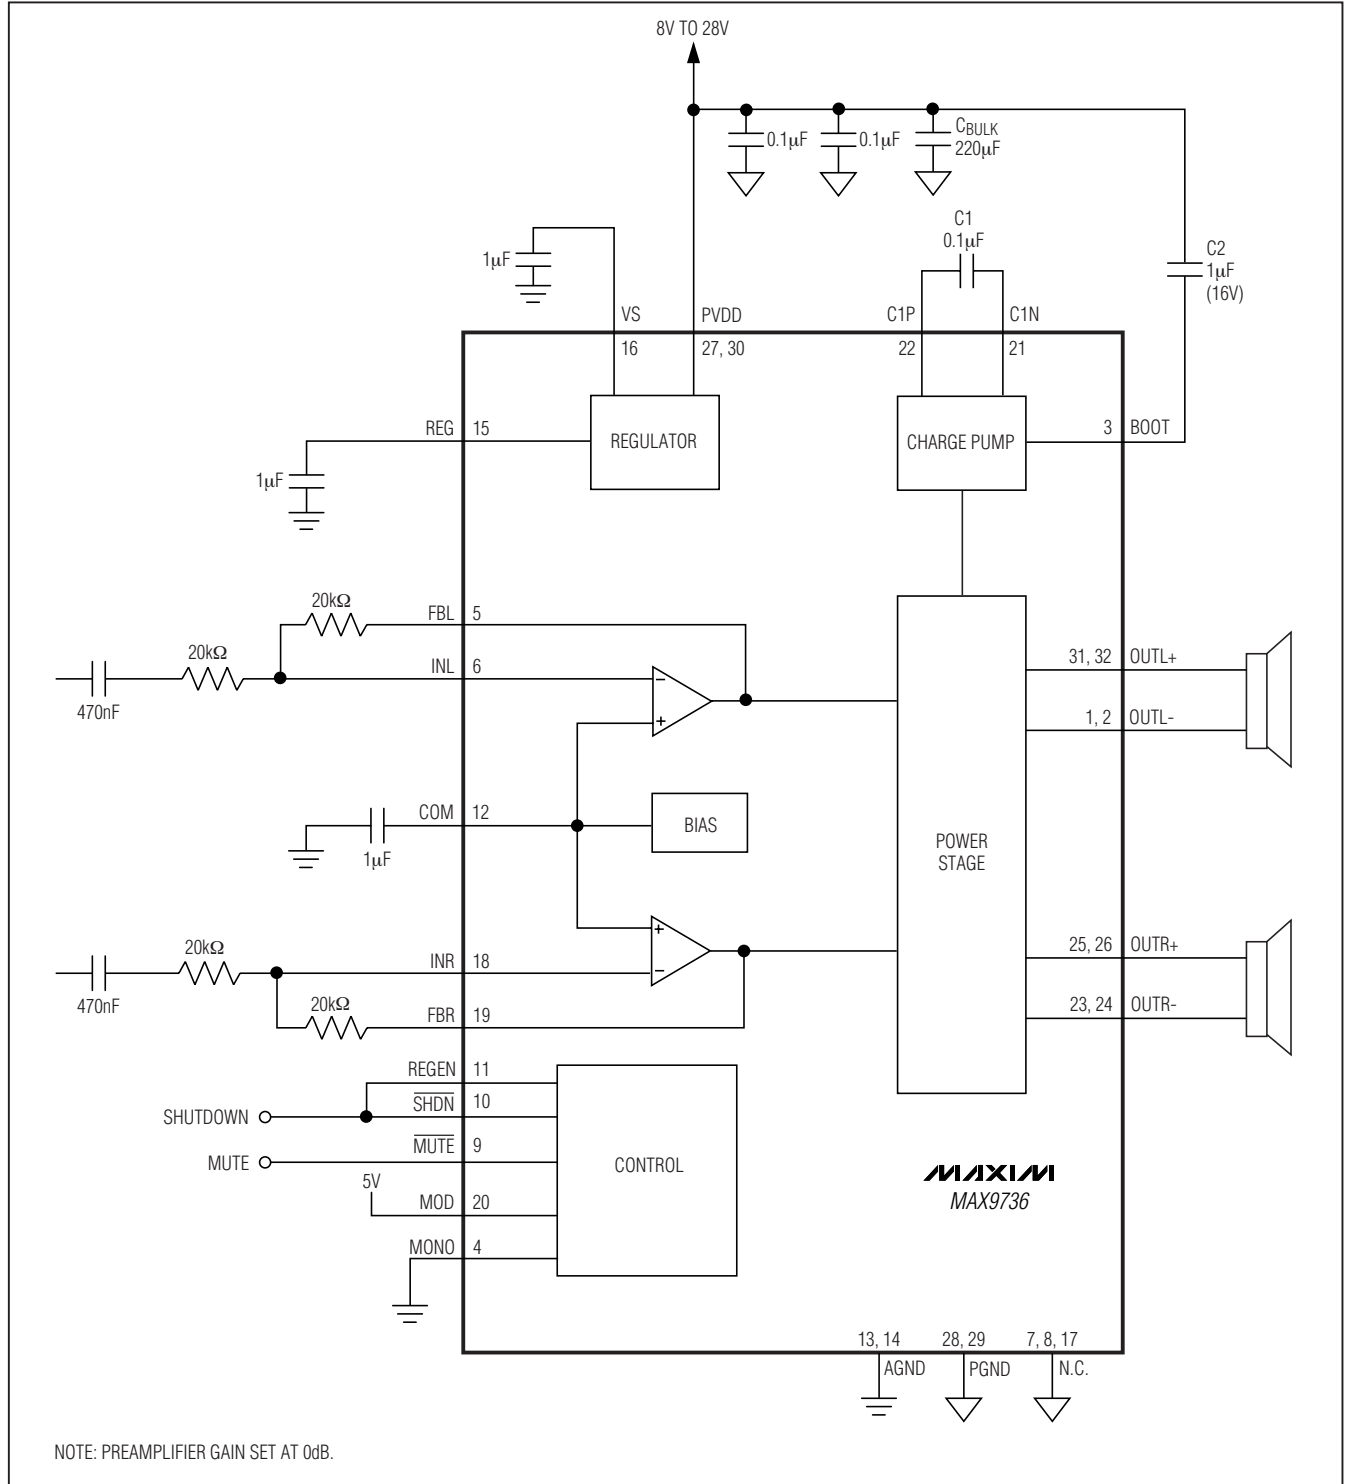 8V TO 28V
0.1μF
0.1μF
CBULK
220μF
C1
0.1μF
C2
1μF
(16V)
1μF
VS
PVDD
C1P
C1N
16
27, 30
22
21
REG
15
REGULATOR
CHARGE PUMP
3
BOOT
1μF
20kΩ
FBL
5
20kΩ
INL
6
470nF
−
+
31, 32
OUTL+
1, 2
OUTL-
COM
12
1μF
BIAS
POWER
STAGE
20kΩ
INR
18
470nF
+
−
20kΩ
FBR
19
25, 26
OUTR+
23, 24
OUTR-
REGEN
11
SHUTDOWN
SHDN
10
MUTE
MUTE
9
5V
MOD
20
MONO
4
CONTROL
MAXIM
MAX9736
13, 14
28, 29
7, 8, 17
AGND
PGND
N.C.
NOTE: PREAMPLIFIER GAIN SET AT 0dB.